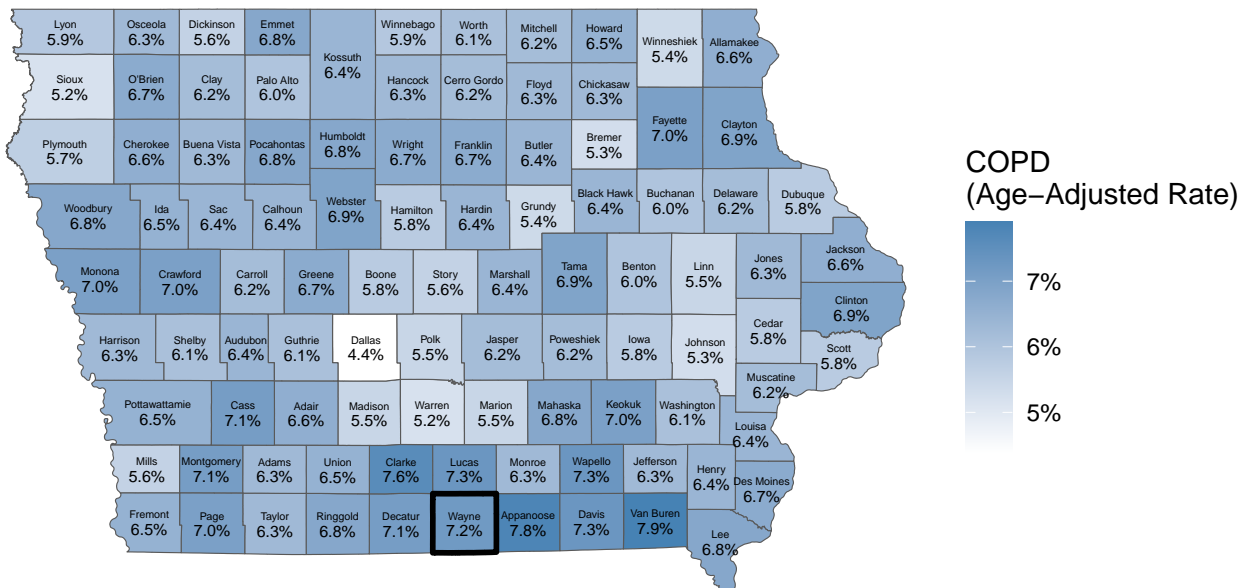 Lyon
5.9%
Osceola
6.3%
Dickinson
5.6%
Emmet
6.8%
Kossuth
6.4%
Winnebago
5.9%
Worth
6.1%
Mitchell
6.2%
Howard
6.5%
Winneshiek
5.4%
Allamakee
6.6%
Sioux
5.2%
O'Brien
6.7%
Clay
6.2%
Palo Alto
6.0%
Hancock
6.3%
Cerro Gordo
6.2%
Floyd
6.3%
Chickasaw
6.3%
Fayette
7.0%
Clayton
6.9%
Plymouth
5.7%
Cherokee
6.6%
Buena Vista
6.3%
Pocahontas
6.8%
Humboldt
6.8%
Wright
6.7%
Franklin
6.7%
Butler
6.4%
Bremer
5.3%
Woodbury
6.8%
Ida
6.5%
Sac
6.4%
Calhoun
6.4%
Webster
6.9%
Hamilton
5.8%
Hardin
6.4%
Grundy
5.4%
Black Hawk
6.4%
Buchanan
6.0%
Delaware
6.2%
Dubuque
5.8%
Monona
7.0%
Crawford
7.0%
Carroll
6.2%
Greene
6.7%
Boone
5.8%
Story
5.6%
Marshall
6.4%
Tama
6.9%
Benton
6.0%
Linn
5.5%
Jones
6.3%
Jackson
6.6%
Clinton
6.9%
Harrison
6.3%
Shelby
6.1%
Audubon
6.4%
Guthrie
6.1%
Dallas
4.4%
Polk
5.5%
Jasper
6.2%
Poweshiek
6.2%
Iowa
5.8%
Johnson
5.3%
Cedar
5.8%
Scott
5.8%
Muscatine
6.2%
Pottawattamie
6.5%
Cass
7.1%
Adair
6.6%
Madison
5.5%
Warren
5.2%
Marion
5.5%
Mahaska
6.8%
Keokuk
7.0%
Washington
6.1%
Louisa
6.4%
Mills
5.6%
Montgomery
7.1%
Adams
6.3%
Union
6.5%
Clarke
7.6%
Lucas
7.3%
Monroe
6.3%
Wapello
7.3%
Jefferson
6.3%
Henry
6.4%
Des Moines
6.7%
Fremont
6.5%
Page
7.0%
Taylor
6.3%
Ringgold
6.8%
Decatur
7.1%
Wayne
7.2%
Appanoose
7.8%
Davis
7.3%
Van Buren
7.9%
Lee
6.8%
COPD
(Age−Adjusted Rate)
7%
6%
5%